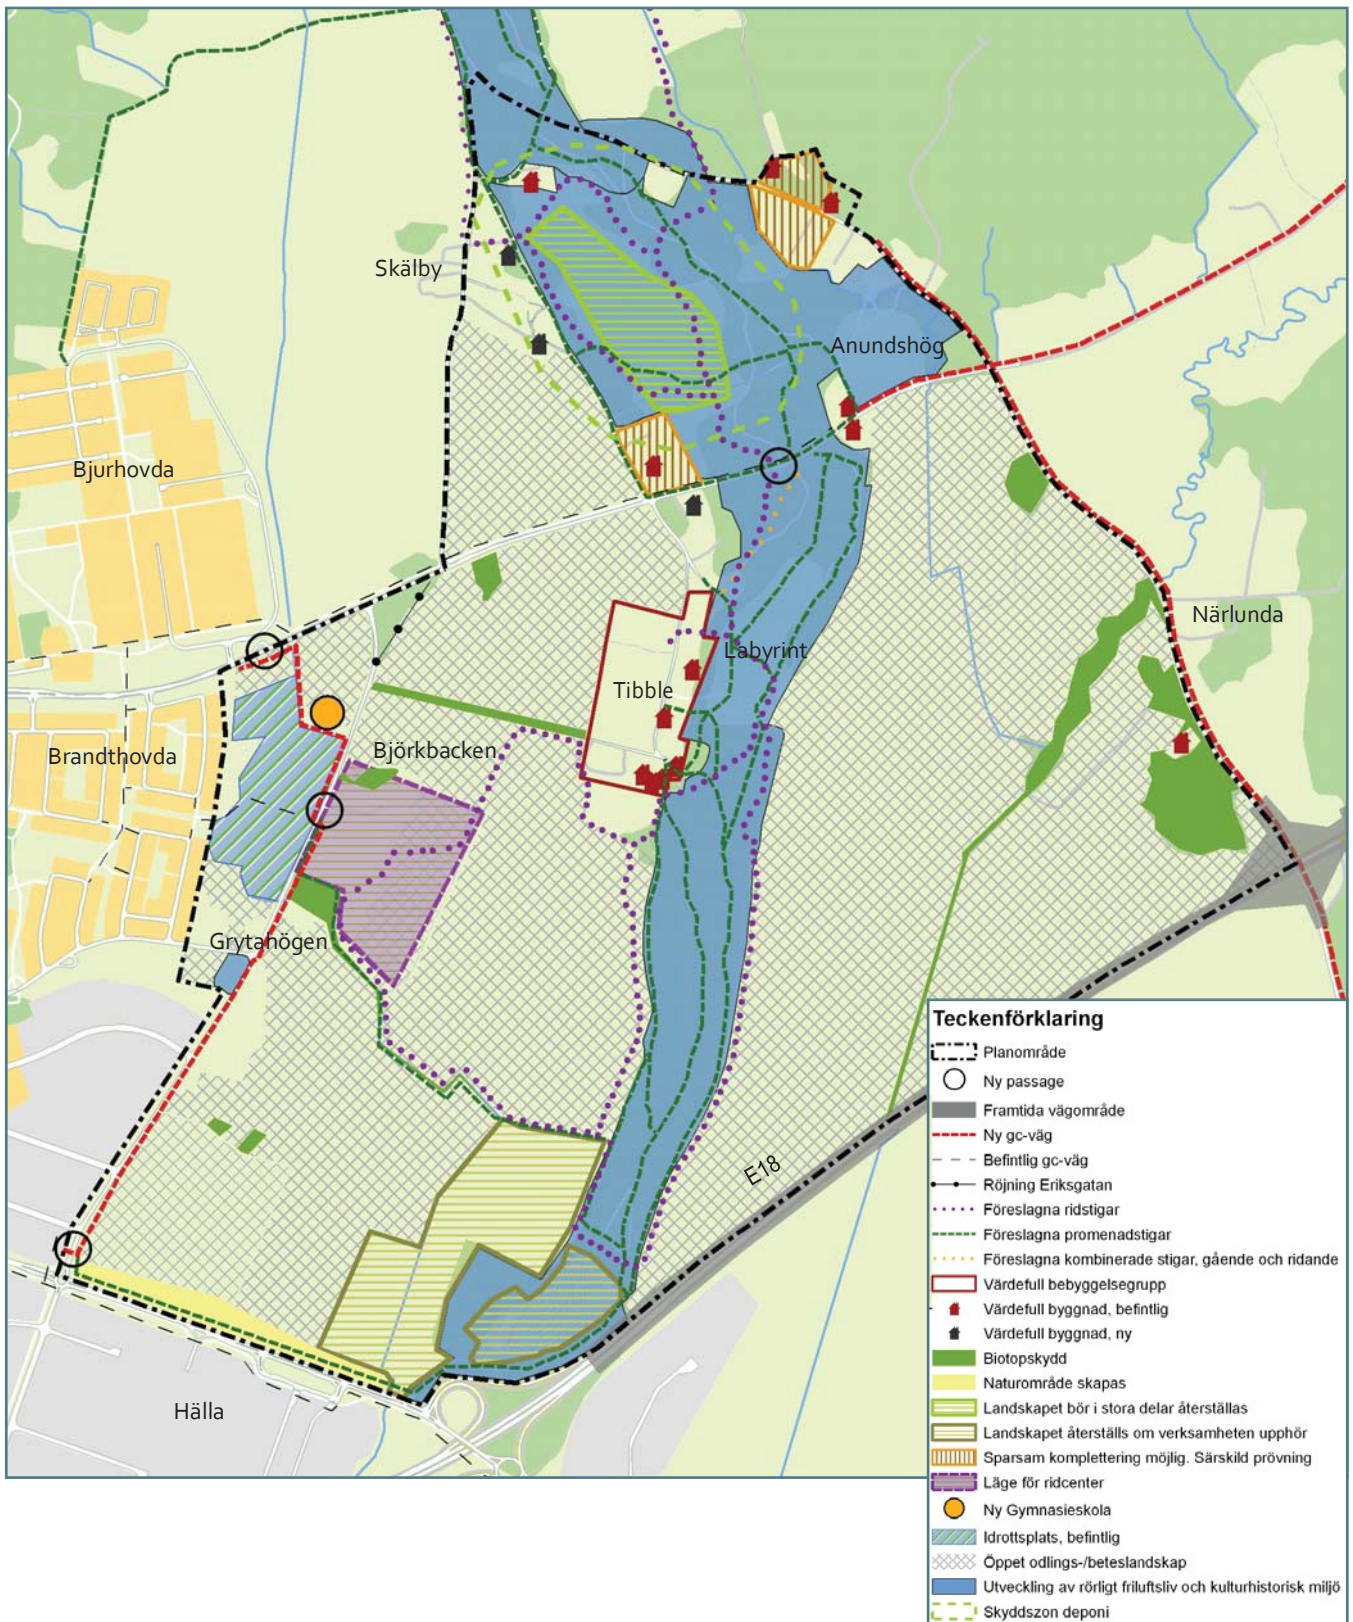 Skälby
Anundshög
Bjurhovda
Närlunda
Labyrint
Tibble
Björkbacken
Brandthovda
Grytahögen
E18
Hälla
Teckenförklaring
Planområde
Ny passage
Framtida vägområde
Ny gc-väg
Befintlig gc-väg
Röjning Eriksgatan
Föreslagna ridstigar
Föreslagna promenadstigar
Föreslagna kombinerade stigar, gående och ridande
Värdefull bebyggelsegrupp
Värdefull byggnad, befintlig
Värdefull byggnad, ny
Biotopskydd
Naturområde skapas
Landskapet bör i stora delar återställas
Landskapet återställs om verksamheten upphör
Sparsam komplettering möjlig. Särskild prövning
Läge för ridcenter
Ny Gymnasieskola
Idrottsplats, befintlig
Öppet odlings-/beteslandskap
Utveckling av rörligt friluftsliv och kulturhistorisk miljö
Skyddszon deponi